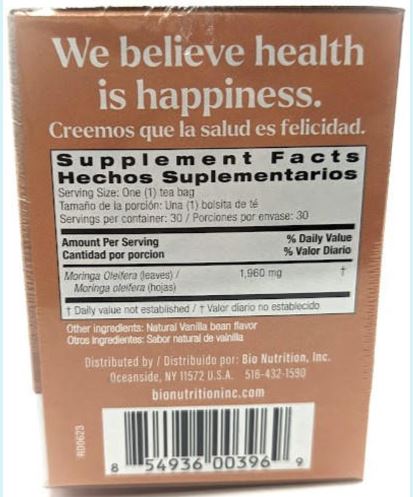 We believe health
is happiness.
Creemos que la salud es felicidad.
Supplement Facts
Hechos Suplementarios
Serving Size: One (1) tea bag
Tamaño de la porción: Una (1) bolsita de té
Servings per container: 30 / Porciones por envase: 30
Amount Per Serving % Daily Value
Cantidad por porcion % Valor Diario
Moringa Oleifera (leaves) / 1,960 mg †
Moringa oleifera (hojas)
† Daily value not established / † Valor diario no establecido
Other ingredients: Natural Vanilla bean flavor
Otros ingredientes: Sabor natural de vainilla
Distributed by / Distribuido por: Bio Nutrition, Inc.
Oceanside, NY 11572 U.S.A. 516-432-1590
bionutritioninc.com
R00623
8 54936 00396 9